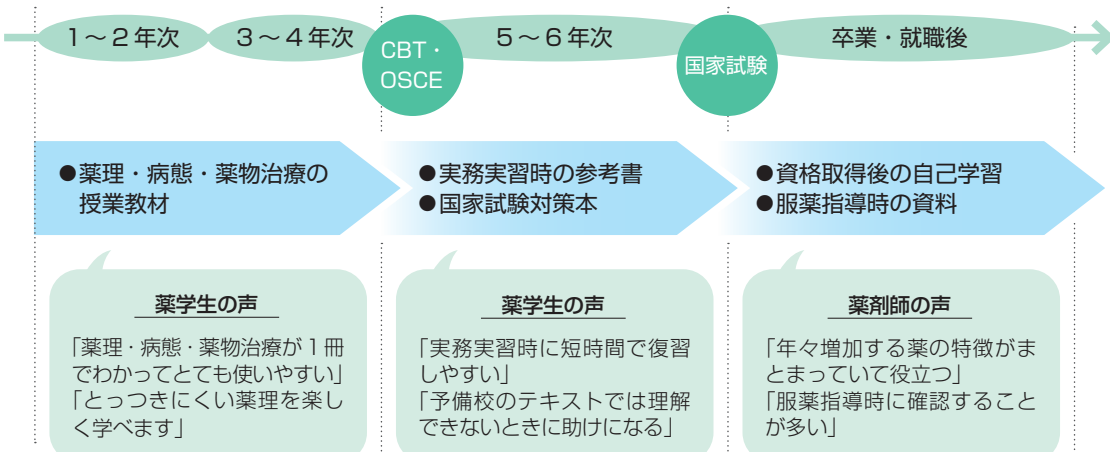 1〜2年次
3〜4年次
CBT・
OSCE
5〜6年次
国家試験
卒業・就職後
●薬理・病態・薬物治療の
授業教材
●実務実習時の参考書
●国家試験対策本
●資格取得後の自己学習
●服薬指導時の資料
薬学生の声
「薬理・病態・薬物治療が1冊
でわかってとても使いやすい」
「とっつきにくい薬理を楽し
く学べます」
薬学生の声
「実務実習時に短時間で復習
しやすい」
「予備校のテキストでは理解
できないときに助けになる」
薬剤師の声
「年々増加する薬の特徴がま
とまっていて役立つ」
「服薬指導時に確認すること
が多い」